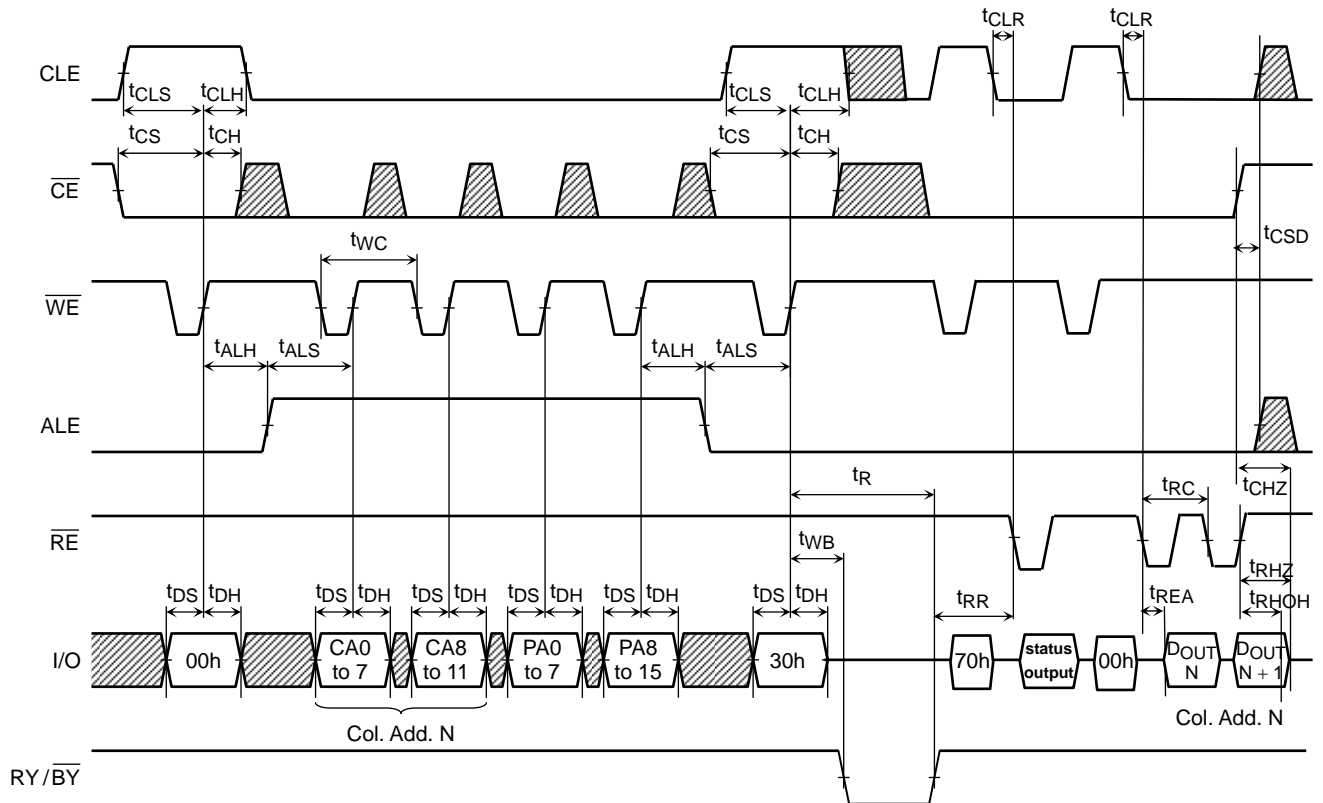 tCLR tCLR
CLE
tCLS tCLH tCLS tCLH
tCS tCH tCS tCH
CE
tCSD
tWC
WE
tALH tALS tALH tALS
ALE
tR
tCHZ
tRC
RE
tWB
tRHZ
tDS tDH tDS tDH tDS tDH tDS tDH tDS tDH tDS tDH tRR tREA tRHOH
I/O 00h CA0 to 7 CA8 to 11 PA0 to 7 PA8 to 15 30h 70h status output 00h DOUT N DOUT N + 1
Col. Add. N Col. Add. N
RY/BY